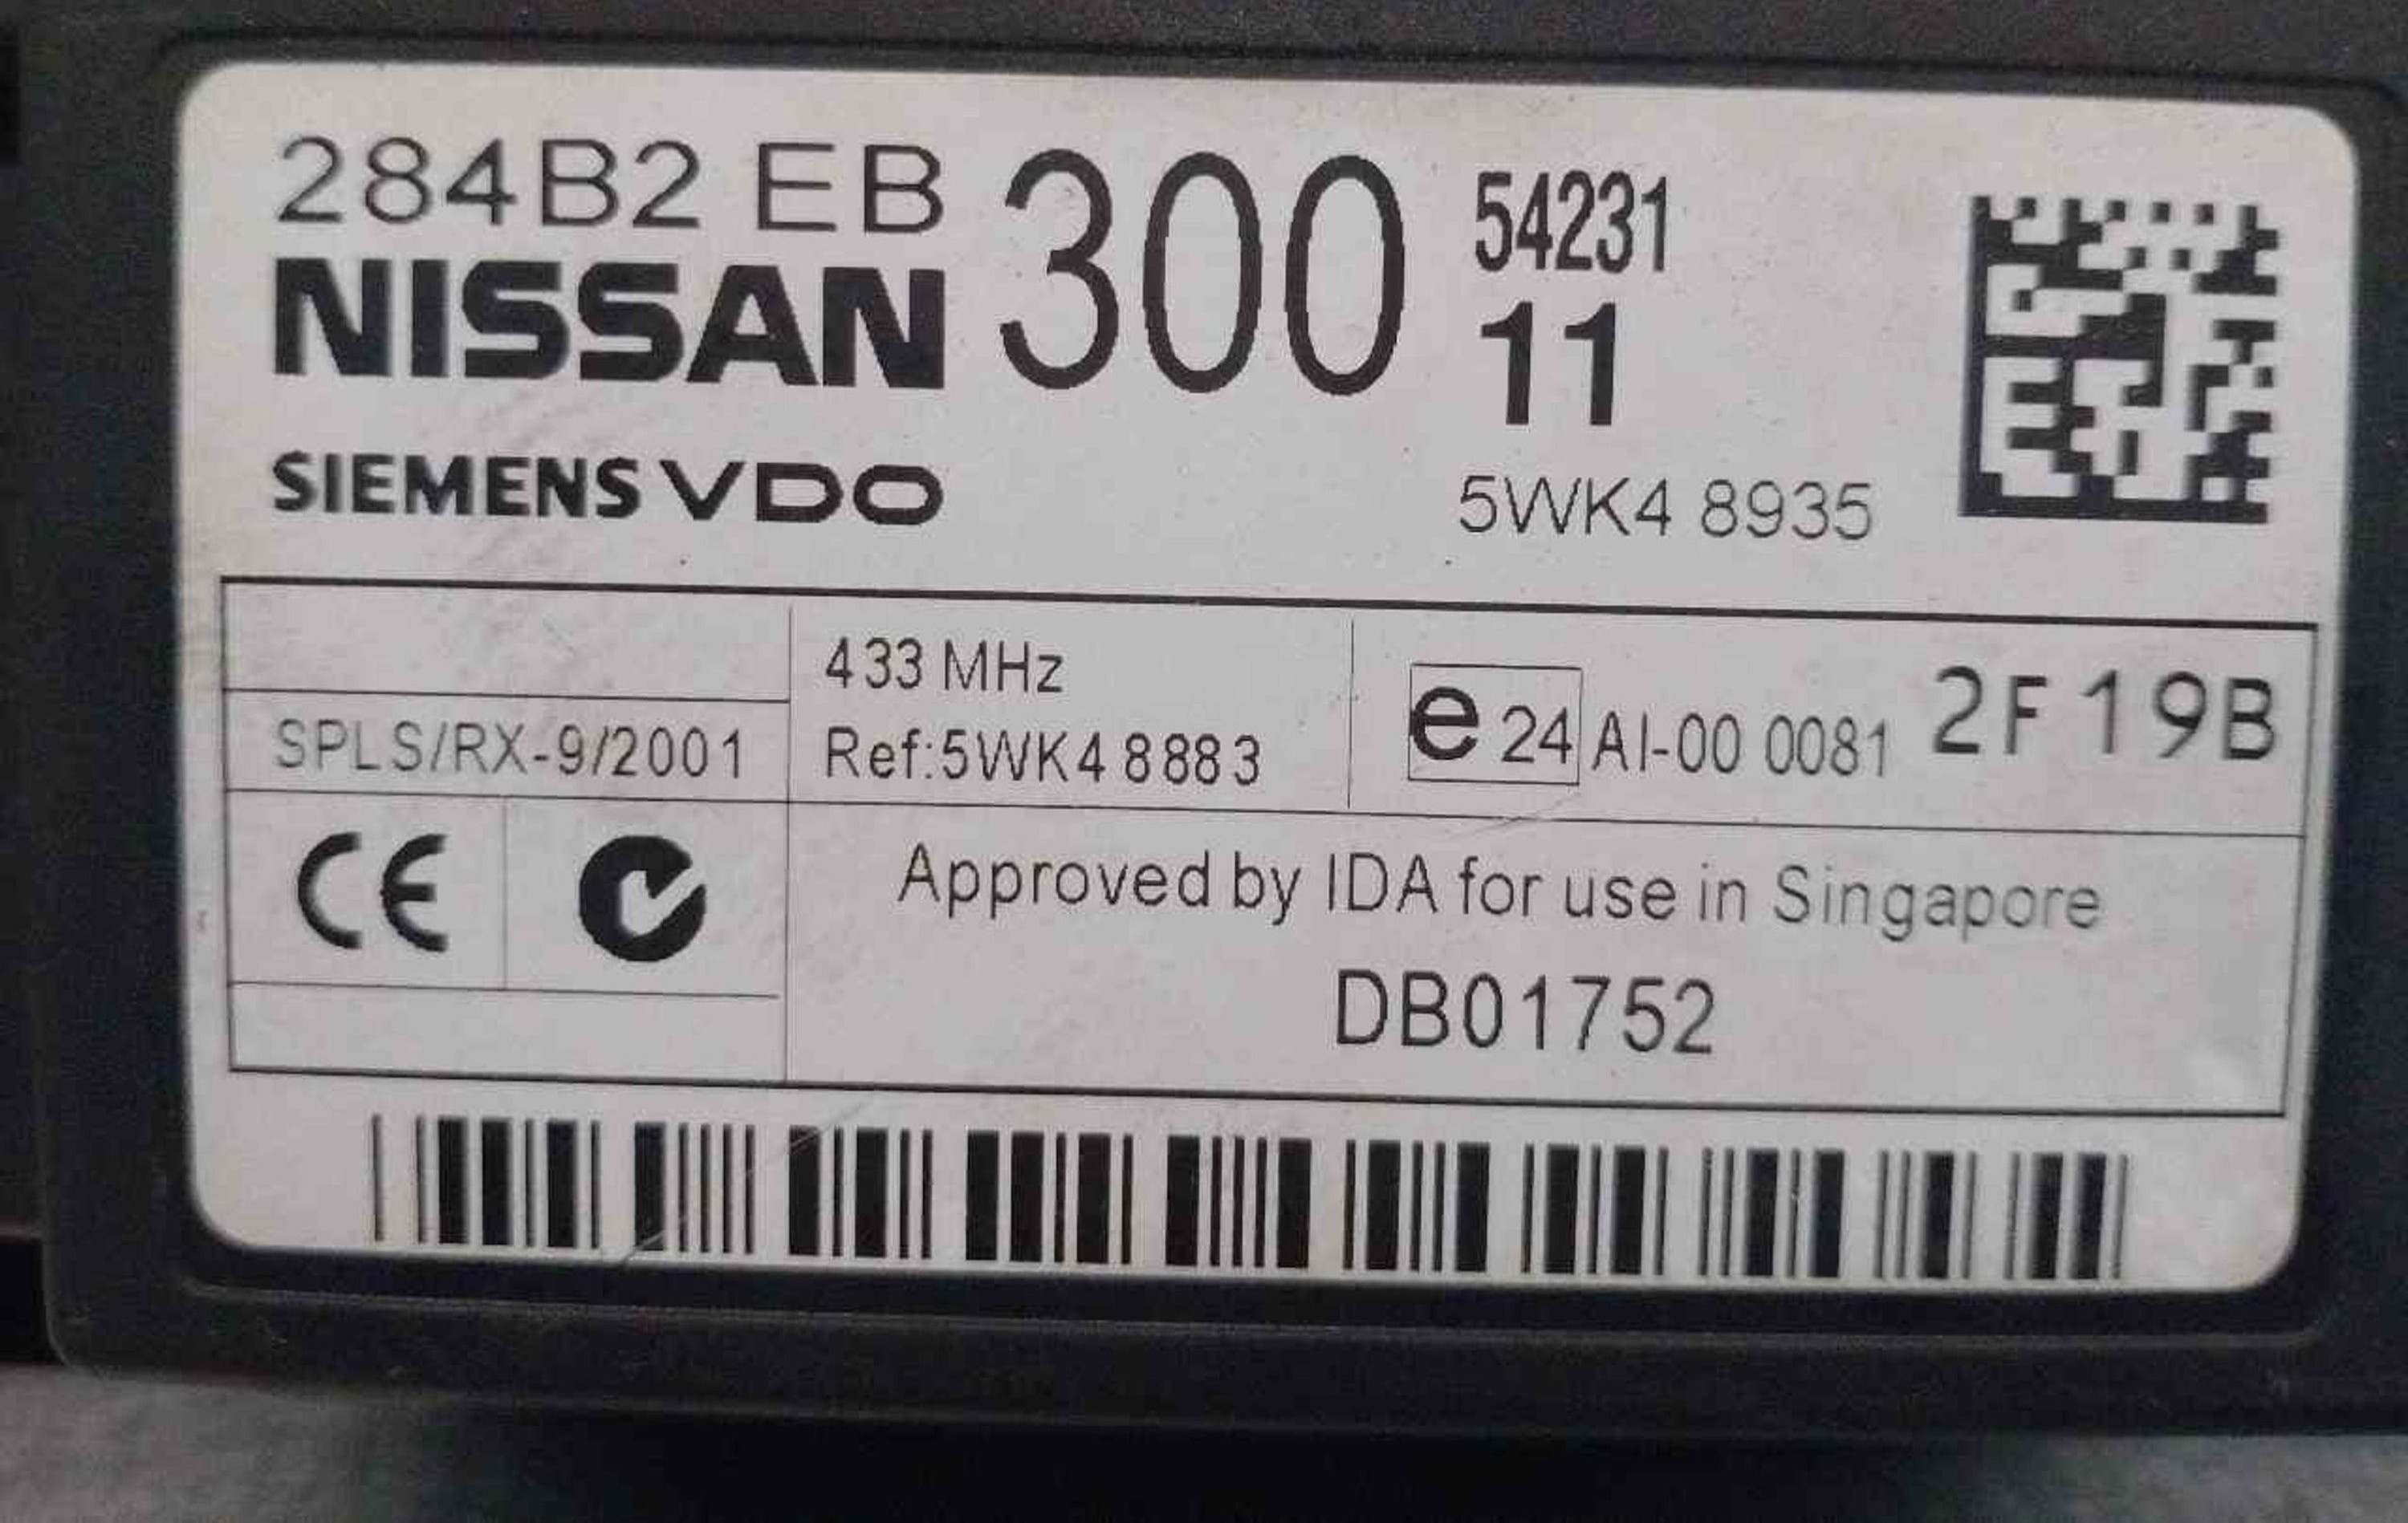 284B2 EB 300 54231
NISSAN 11
SIEMENS VDO 5WK4 8935
433 MHz
SPLS/RX-9/2001 Ref:5WK4 8883 e 24 AI-00 0081 2F 19B
CE Approved by IDA for use in Singapore
DB01752